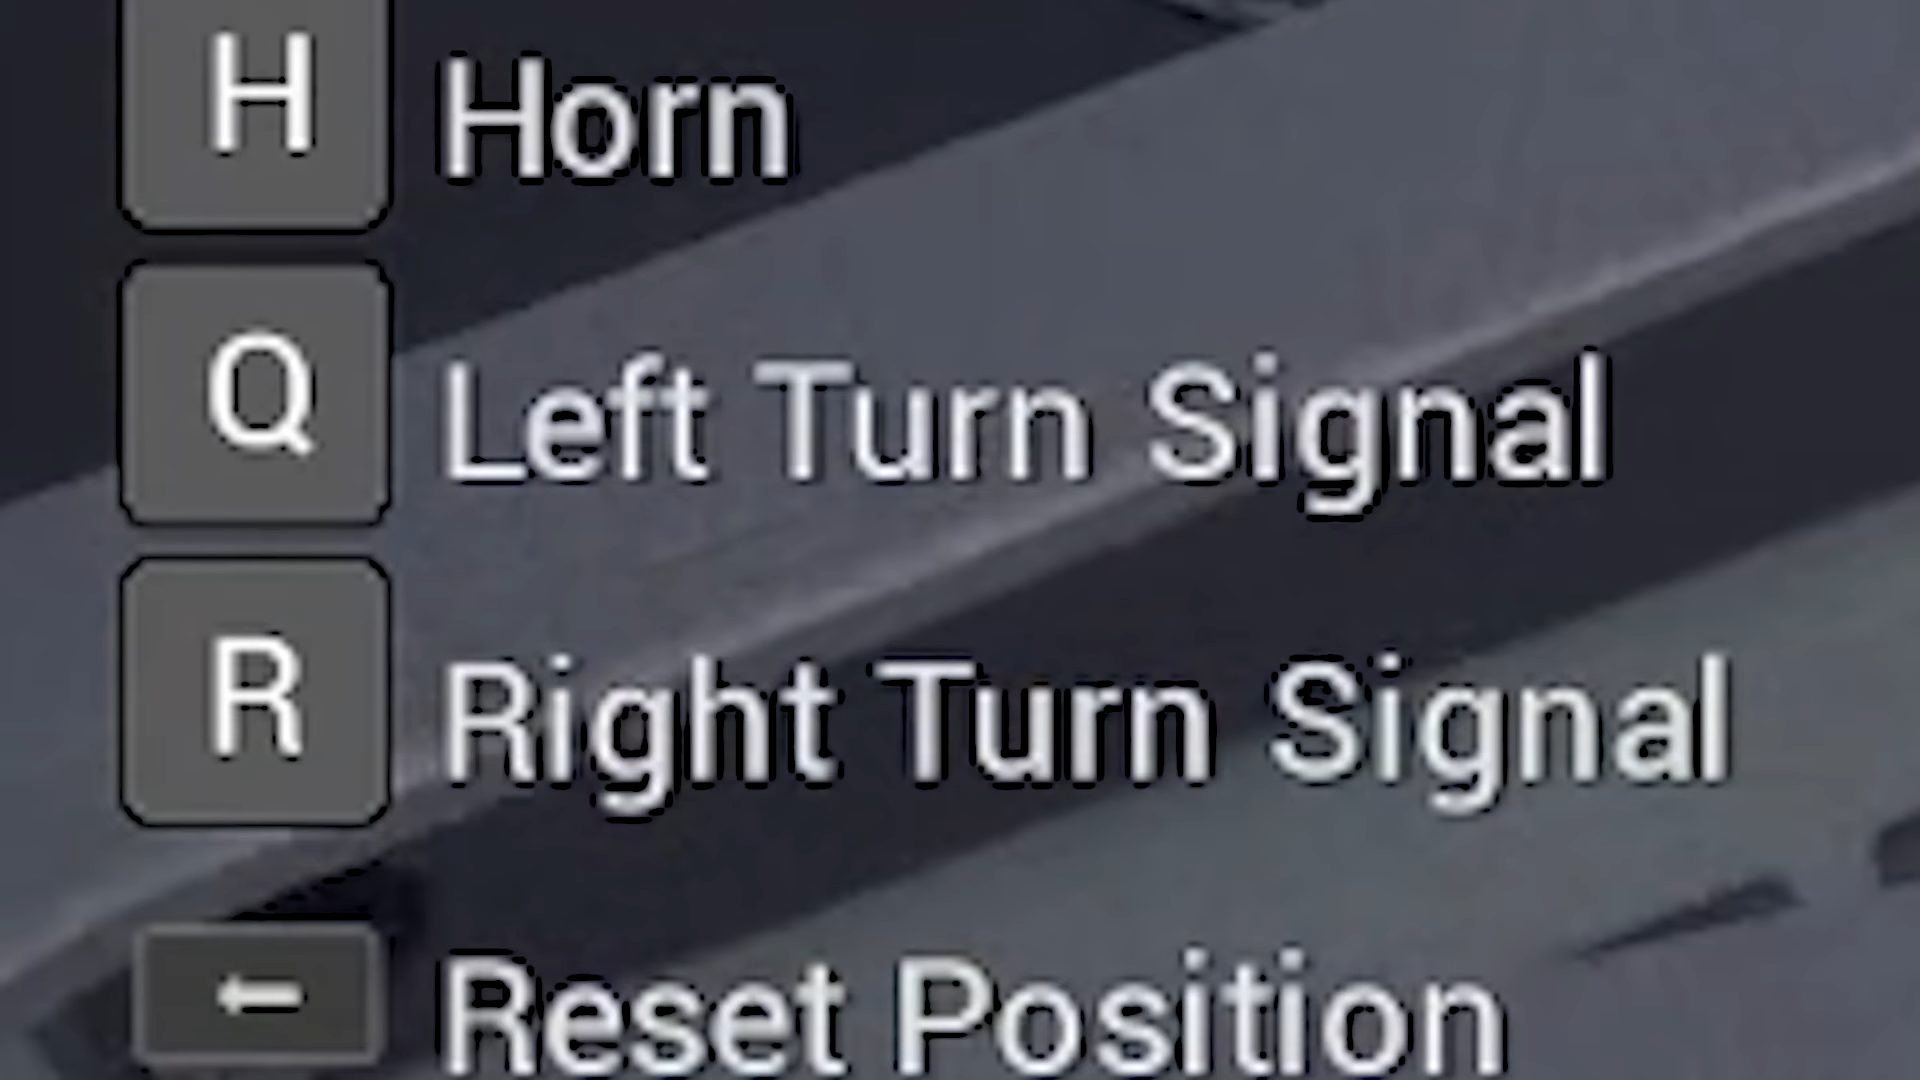 H Horn
Q Left Turn Signal
R Right Turn Signal
← Reset Position